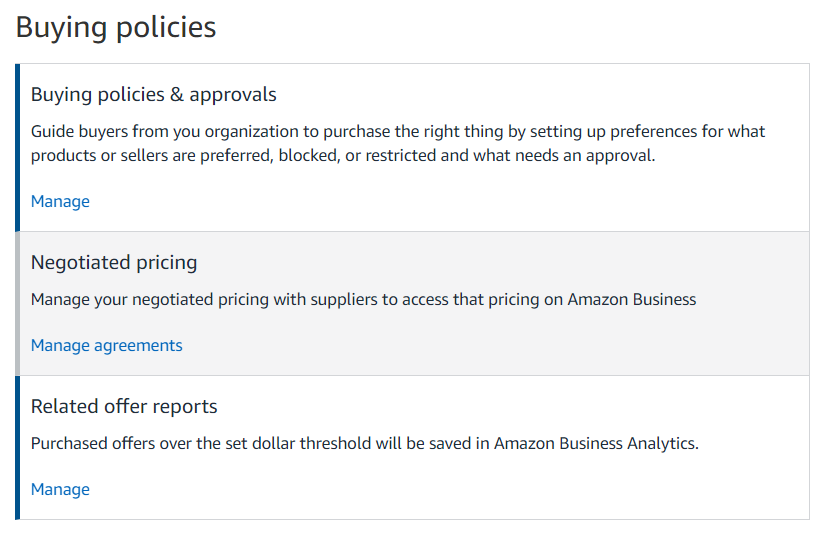 Buying policies
Buying policies & approvals
Guide buyers from you organization to purchase the right thing by setting up preferences for what
products or sellers are preferred, blocked, or restricted and what needs an approval.
Manage
Negotiated pricing
Manage your negotiated pricing with suppliers to access that pricing on Amazon Business
Manage agreements
Related offer reports
Purchased offers over the set dollar threshold will be saved in Amazon Business Analytics.
Manage